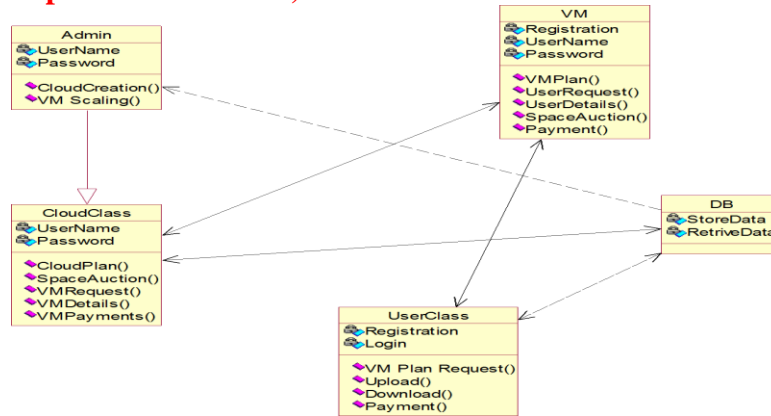 Admin
UserName
Password
CloudCreation()
VM Scaling()
VM
Registration
UserName
Password
VMPlan()
UserRequest()
UserDetails()
SpaceAuction()
Payment()
CloudClass
UserName
Password
CloudPlan()
SpaceAuction()
VMRequest()
VMDetails()
VMPayments()
DB
StoreData
RetriveData
UserClass
Registration
Login
VM Plan Request()
Upload()
Download()
Payment()